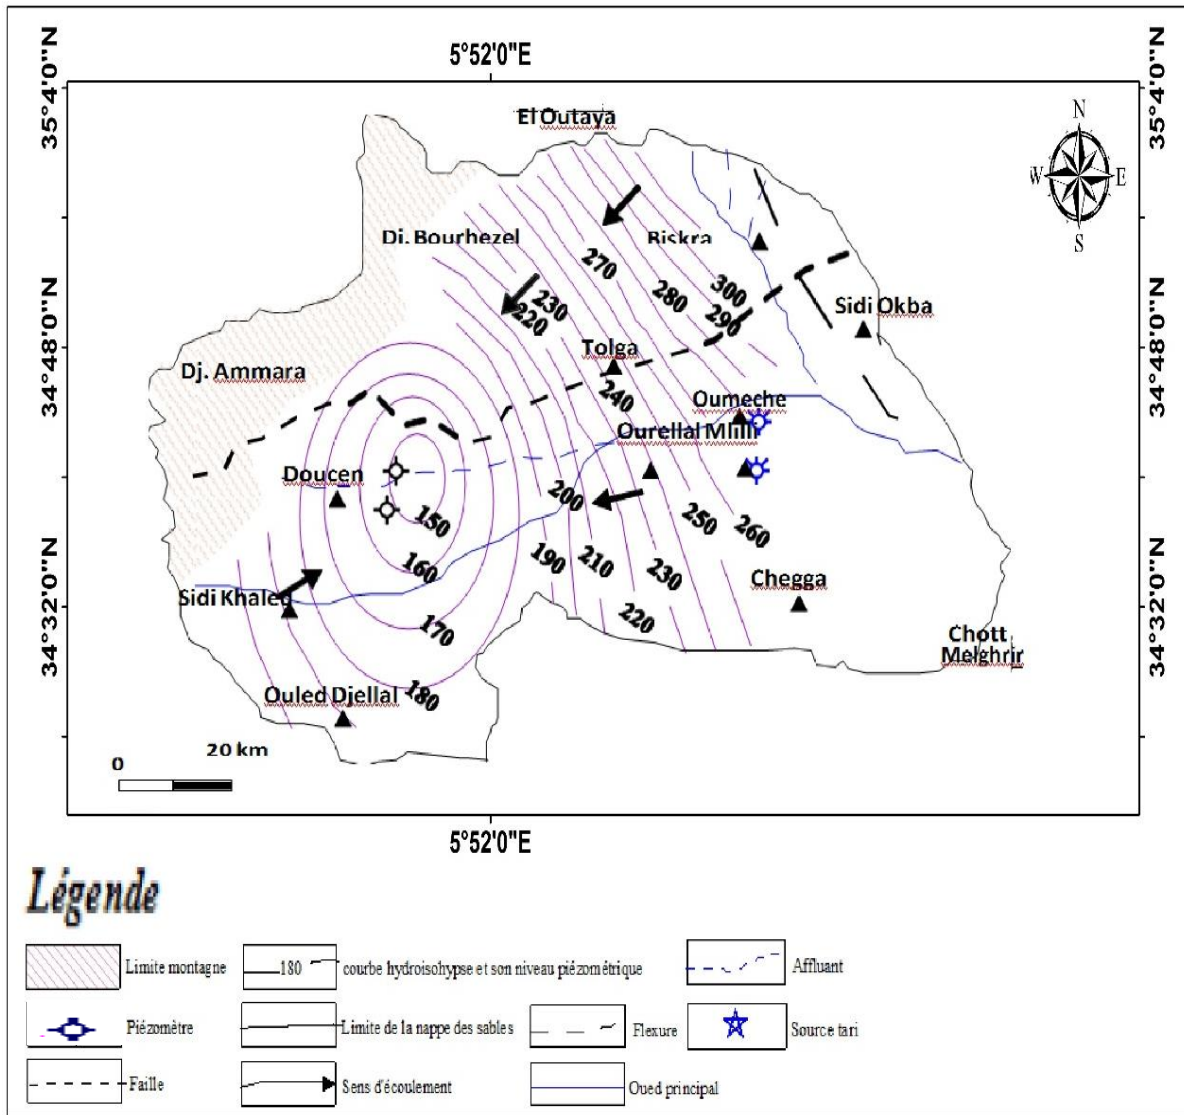 5°52'0"E
35°4'0"N
35°4'0"N
El Outaya
N
W
E
S
Dj. Bourhezel
Biskra
270
300
280
230
290
220
Sidi Okba
34°48'0"N
34°48'0"N
Tolga
Dj. Ammara
240
Oumeche
Ourellal Mlili
Doucen
200
150
250
260
190
210
160
230
Chegga
34°32'0"N
34°32'0"N
Sidi Khaled
220
170
Chott
Melghrir
Ouled Djellal
180
20 km
0
5°52'0"E
Légende
Limite montagne
180
courbe hydroisohypse et son niveau piézométrique
Affluant
Piézomètre
Limite de la nappe des sables
Flexure
Source tari
Faille
Sens d'écoulement
Oued principal